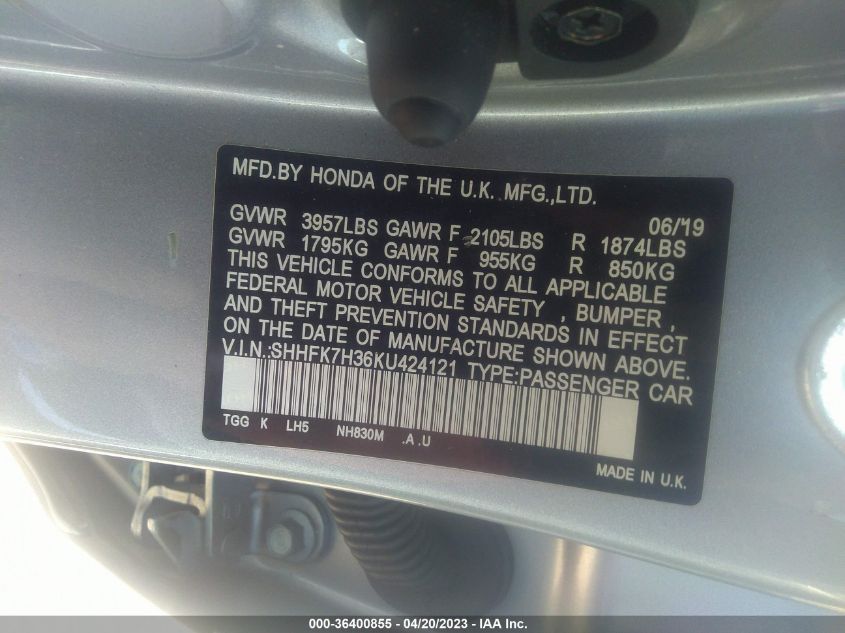 MFD.BY HONDA OF THE U.K. MFG.,LTD.
06/'19
GVWR 3957LBS GAWR F 2105LBS R 1874LBS
GVWR 1795KG GAWR F 955KG R 850KG
THIS VEHICLE CONFORMS TO ALL APPLICABLE
FEDERAL MOTOR VEHICLE SAFETY , BUMPER ,
AND THEFT PREVENTION STANDARDS IN EFFECT
ON THE DATE OF MANUFACTURE SHOWN ABOVE.
V.I.N.:SHHFK7H36KU424121 TYPE:PASSENGER CAR
TGG K LH5 NH830M .A .U
MADE IN U.K.
000-36400855 - 04/20/2023 - IAA Inc.